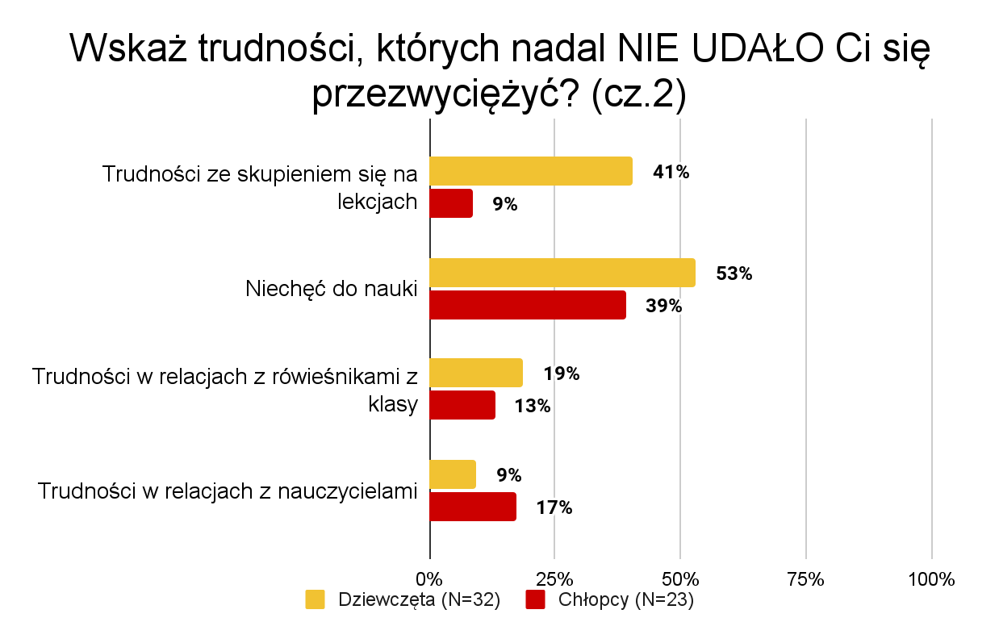 Wskaż trudności, których nadal NIE UDAŁO Ci się
przezwyciężyć? (cz.2)
Trudności ze skupieniem się na
lekcjach
41%
9%
Niechęć do nauki
53%
39%
Trudności w relacjach z rówieśnikami z
klasy
19%
13%
Trudności w relacjach z nauczycielami
9%
17%
0% 25% 50% 75% 100%
Dziewczęta (N=32) Chłopcy (N=23)